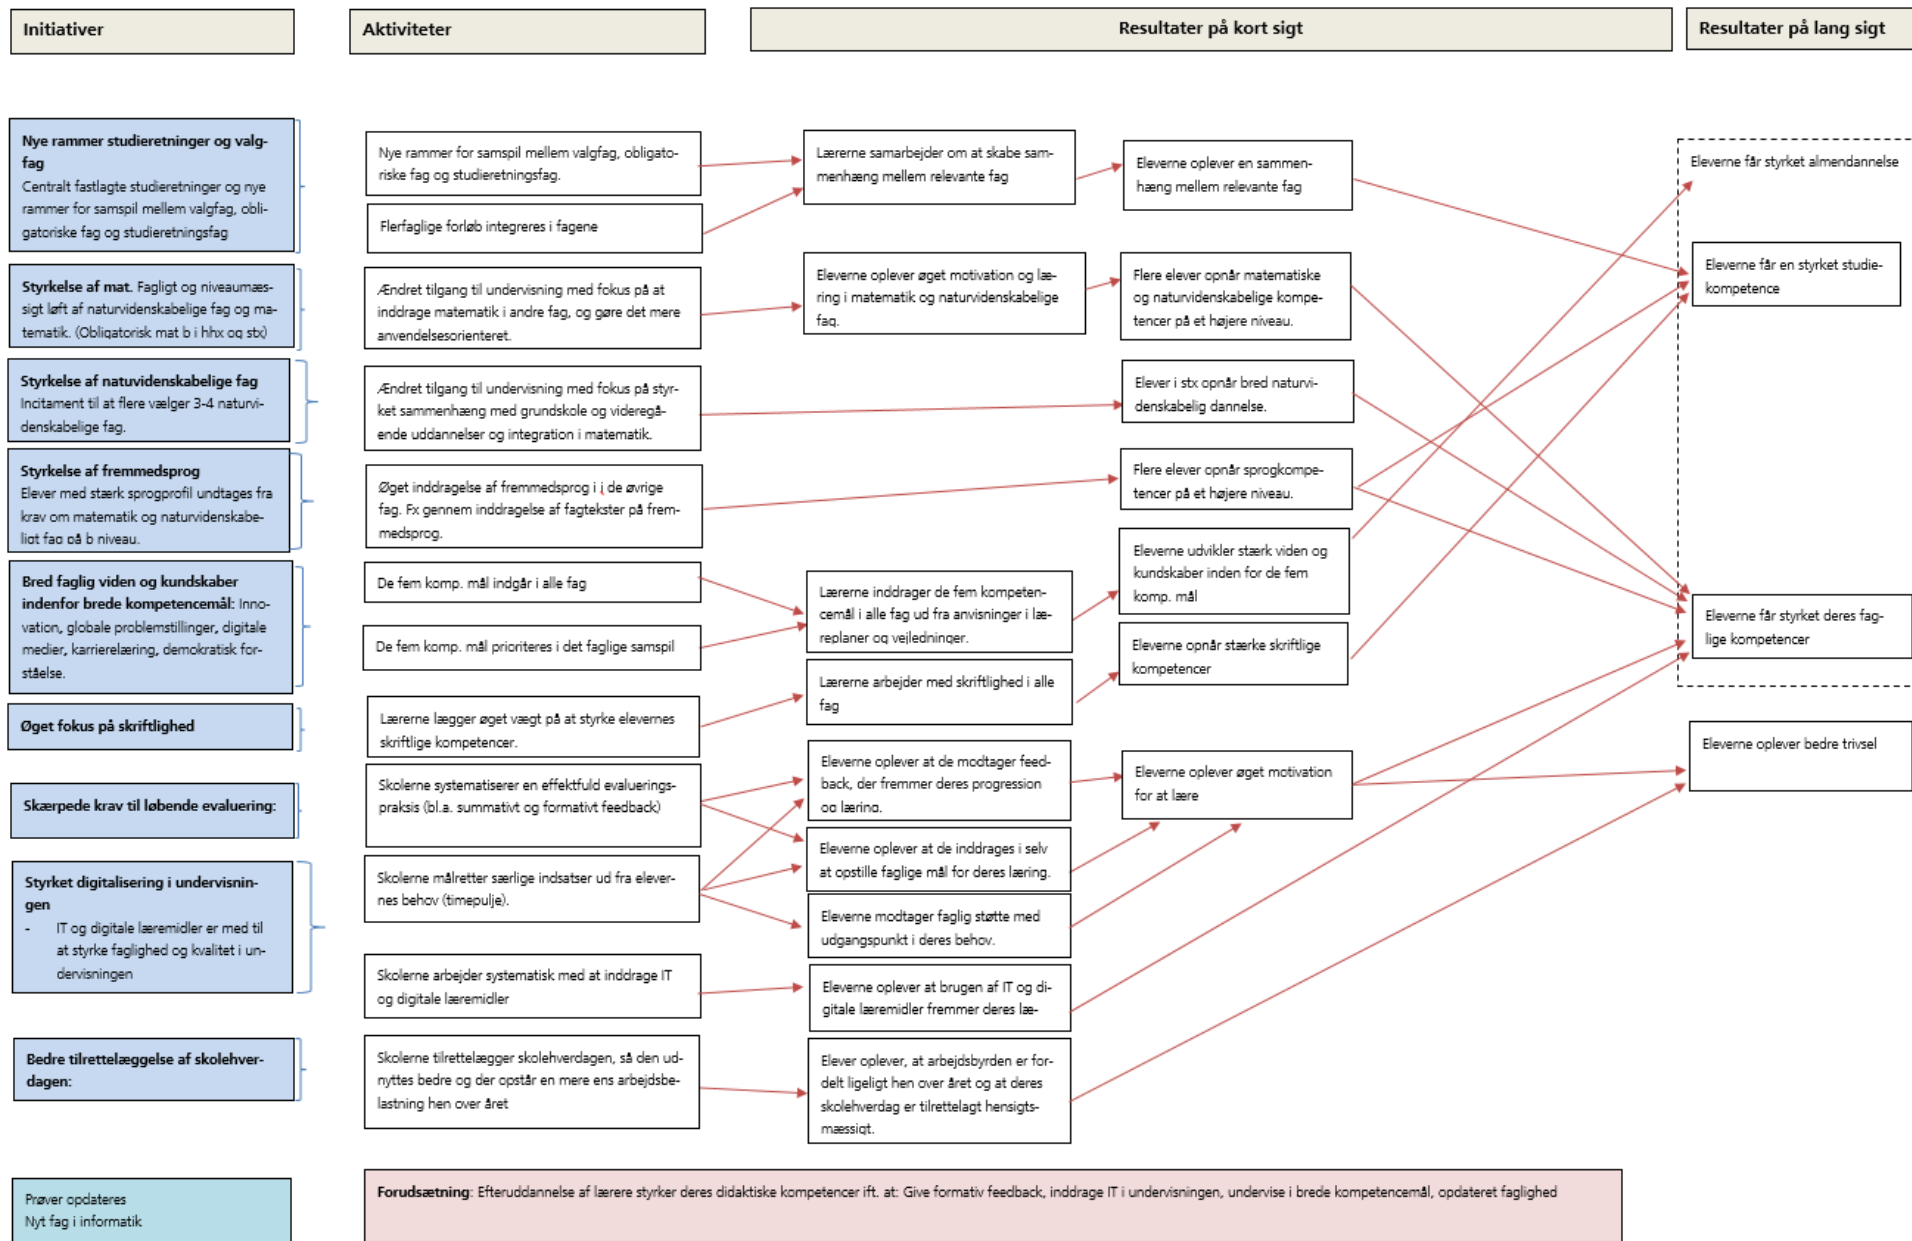 Initiativer
Aktiviteter
Resultater på kort sigt
Resultater på lang sigt
Nye rammer studieretninger og valg-
fag
Centralt fastlagte studieretninger og nye
rammer for samspil mellem valgfag, obli-
gatoriske fag og studieretningsfag
Styrkelse af mat. Fagligt og niveaumæs-
sigt løft af naturvidenskabelige fag og ma-
tematik. (Obligatorisk mat b i hhx og stx)
Styrkelse af natuvidenskabelige fag
Incitament til at flere vælger 3-4 naturvi-
denskabelige fag.
Styrkelse af fremmedsprog
Elever med stærk sprogprofil undtages fra
krav om matematik og naturvidenskabe-
ligt fag på b niveau.
Bred faglig viden og kundskaber
indenfor brede kompetencemål: Inno-
vation, globale problemstillinger, digitale
medier, karrierelæring, demokratisk for-
ståelse.
Øget fokus på skriftlighed
Skærpede krav til løbende evaluering:
Styrket digitalisering i undervisnin-
gen
- IT og digitale læremidler er med til
at styrke faglighed og kvalitet i un-
dervisningen
Bedre tilrettelæggelse af skolehver-
dagen:
Prøver opdateres
Nyt fag i informatik
Nye rammer for samspil mellem valgfag, obligato-
riske fag og studieretningsfag.
Flerfaglige forløb integreres i fagene
Ændret tilgang til undervisning med fokus på at
inddrage matematik i andre fag, og gøre det mere
anvendelsesorienteret.
Ændret tilgang til undervisning med fokus på styr-
ket sammenhæng med grundskole og videregå-
ende uddannelser og integration i matematik.
Øget inddragelse af fremmedsprog i i de øvrige
fag. Fx gennem inddragelse af fagtekster på frem-
medsprog.
De fem komp. mål indgår i alle fag
De fem komp. mål prioriteres i det faglige samspil
Lærerne lægger øget vægt på at styrke elevernes
skriftlige kompetencer.
Skolerne systematiserer en effektfuld evaluerings-
praksis (bl.a. summativt og formativt feedback)
Skolerne målretter særlige indsatser ud fra elever-
nes behov (timepulje).
Skolerne arbejder systematisk med at inddrage IT
og digitale læremidler
Skolerne tilrettelægger skolehverdagen, så den ud-
nyttes bedre og der opstår en mere ens arbejdsbe-
lastning hen over året
Lærerne samarbejder om at skabe sam-
menhæng mellem relevante fag
Eleverne oplever øget motivation og læ-
ring i matematik og naturvidenskabelige
fag.
Lærerne inddrager de fem kompeten-
cemål i alle fag ud fra anvisninger i læ-
replaner og vejledninger.
Lærerne arbejder med skriftlighed i alle
fag
Eleverne oplever at de modtager feed-
back, der fremmer deres progression
og læring.
Eleverne oplever at de inddrages i selv
at opstille faglige mål for deres læring.
Eleverne modtager faglig støtte med
udgangspunkt i deres behov.
Eleverne oplever at brugen af IT og di-
gitale læremidler fremmer deres læ-
Elever oplever, at arbejdsbyrden er for-
delt ligeligt hen over året og at deres
skolehverdag er tilrettelagt hensigts-
mæssigt.
Eleverne oplever en sammen-
hæng mellem relevante fag
Flere elever opnår matematiske
og naturvidenskabelige kompe-
tencer på et højere niveau.
Elever i stx opnår bred naturvi-
denskabelig dannelse.
Flere elever opnår sprogkompe-
tencer på et højere niveau.
Eleverne udvikler stærk viden og
kundskaber inden for de fem
komp. mål
Eleverne opnår stærke skriftlige
kompetencer
Eleverne oplever øget motivation
for at lære
Eleverne får styrket almendannelse
Eleverne får en styrket studie-
kompetence
Eleverne får styrket deres fag-
lige kompetencer
Eleverne oplever bedre trivsel
Forudsætning: Efteruddannelse af lærere styrker deres didaktiske kompetencer ift. at: Give formativ feedback, inddrage IT i undervisningen, undervise i brede kompetencemål, opdateret faglighed